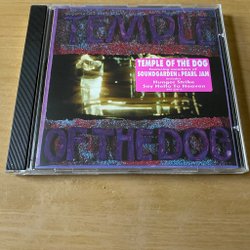 TEMPLE
TEMPLE OF THE DOG
SOUNDGARDEN & PEARL JAM
Hunger Strike
Say Hello To Heaven
OF THE DOG